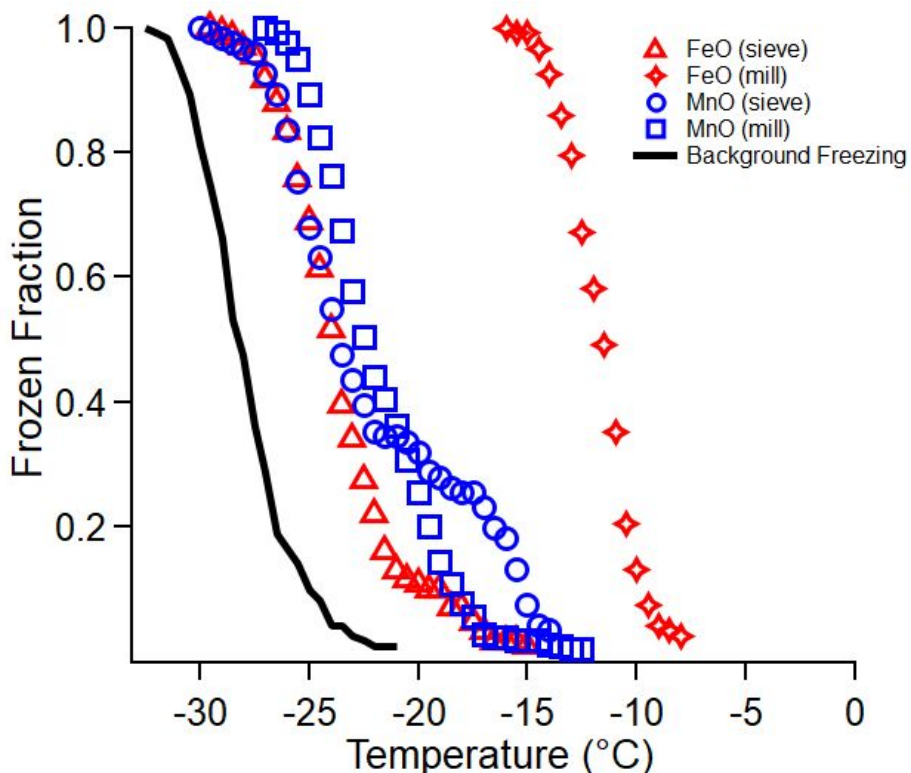 1.0
0.8
0.6
0.4
0.2
Frozen Fraction
FeO (sieve)
FeO (mill)
MnO (sieve)
MnO (mill)
Background Freezing
-30 -25 -20 -15 -10 -5 0
Temperature (°C)